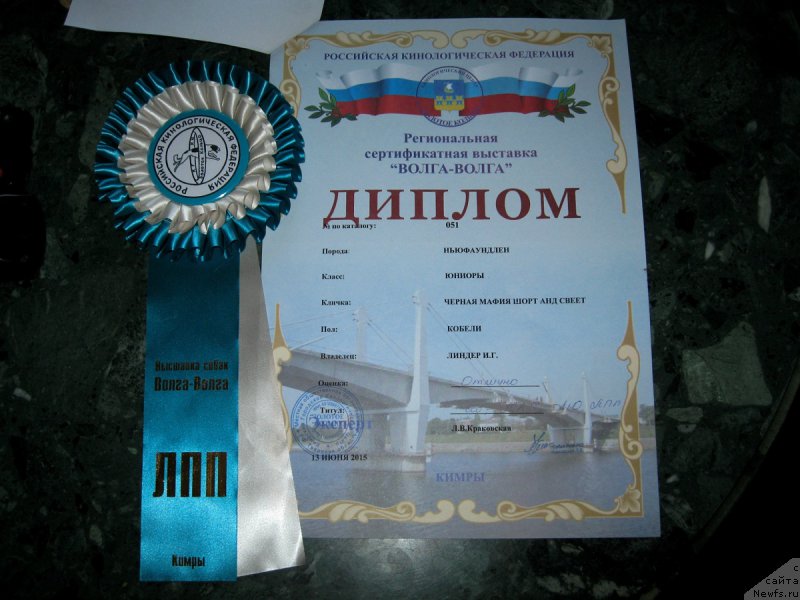 РОССИЙСКАЯ КИНОЛОГИЧЕСКАЯ ФЕДЕРАЦИЯ
Региональная
сертификатная выставка
"ВОЛГА-ВОЛГА"
ДИПЛОМ
№ по каталогу: 051
Порода: НЬЮФАУНДЛЕН
Класс: ЮНИОРЫ
Кличка: ЧЕРНАЯ МАФИЯ ШОРТ АНД СВЕЕТ
Пол: КОБЕЛИ
Владелец: ЛИНДЕР И.Г.
Оценка: Отлично
Титул: ЛПП
Эксперт Л.В.Краковская
13 ИЮНЯ 2015
КИМРЫ
РОССИЙСКАЯ КИНОЛОГИЧЕСКАЯ ФЕДЕРАЦИЯ
Выставка собак
Волга-Волга
ЛПП
Кимры
с
сайта
Newfs.ru